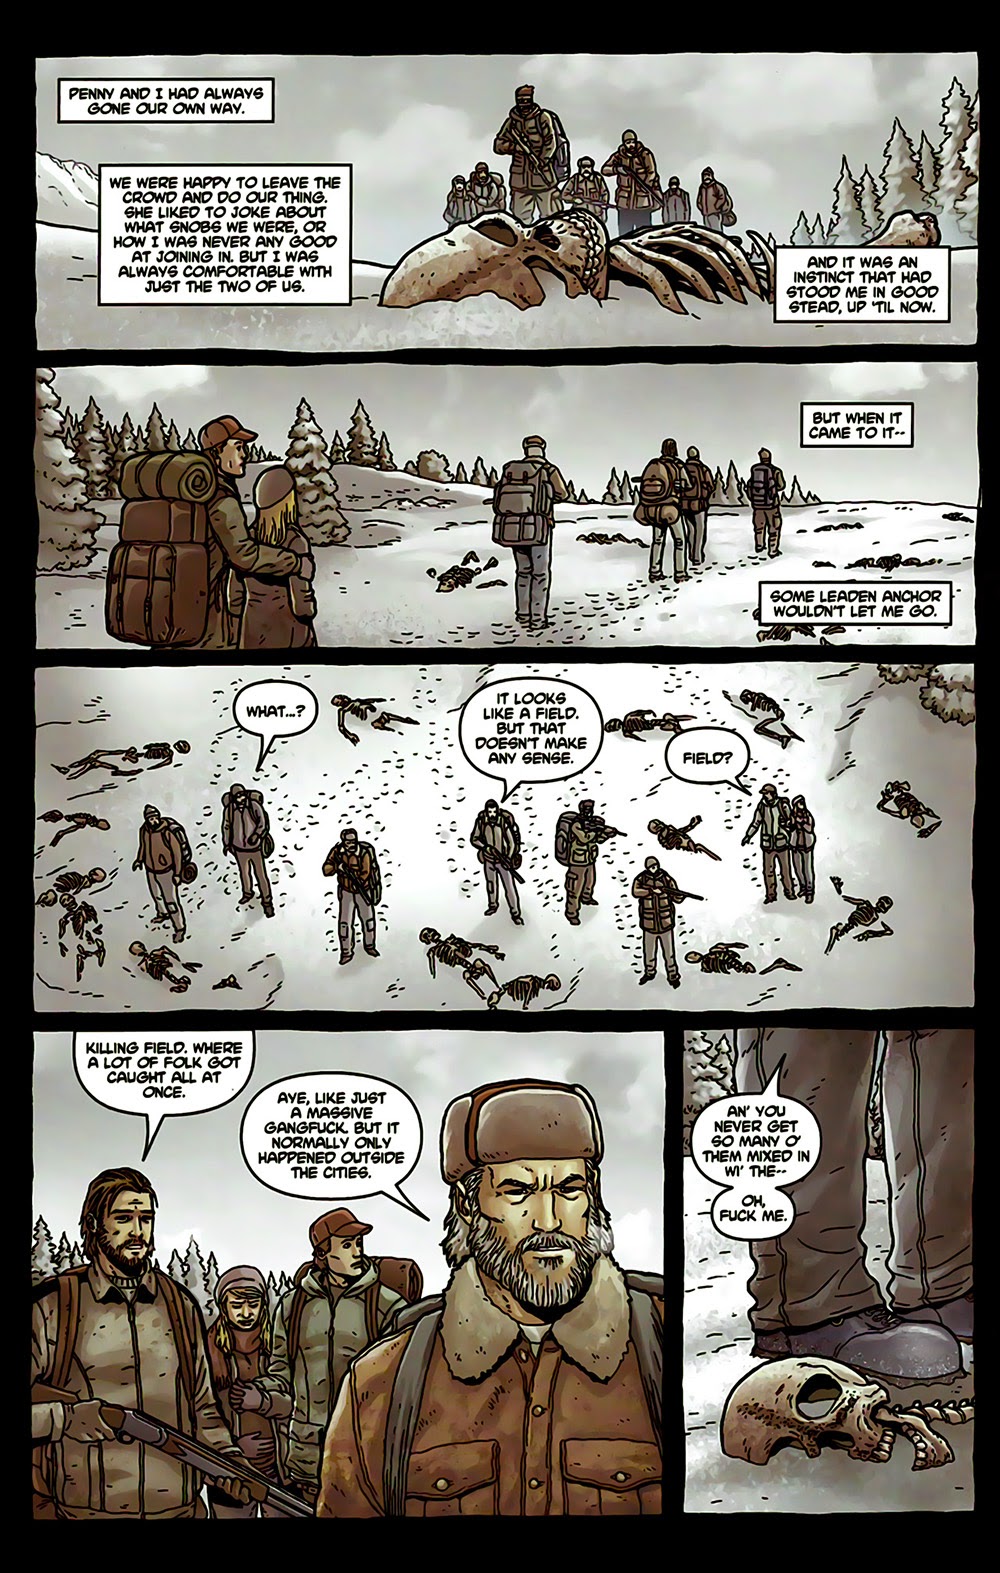 PENNY AND I HAD ALWAYS
GONE OUR OWN WAY.
WE WERE HAPPY TO LEAVE THE
CROWD AND DO OUR THING.
SHE LIKED TO JOKE ABOUT
WHAT SNOBS WE WERE, OR
HOW I WAS NEVER ANY GOOD
AT JOINING IN. BUT I WAS
ALWAYS COMFORTABLE WITH
JUST THE TWO OF US.
AND IT WAS AN
INSTINCT THAT HAD
STOOD ME IN GOOD
STEAD, UP 'TIL NOW.
BUT WHEN IT
CAME TO IT--
SOME LEADEN ANCHOR
WOULDN'T LET ME GO.
WHAT...?
IT LOOKS
LIKE A FIELD.
BUT THAT
DOESN'T MAKE
ANY SENSE.
FIELD?
KILLING FIELD. WHERE
A LOT OF FOLK GOT
CAUGHT ALL AT
ONCE.
AYE, LIKE JUST
A MASSIVE
GANGFUCK. BUT IT
NORMALLY ONLY
HAPPENED OUTSIDE
THE CITIES.
AN' YOU
NEVER GET
SO MANY O'
THEM MIXED IN
WI' THE--
OH,
FUCK ME.